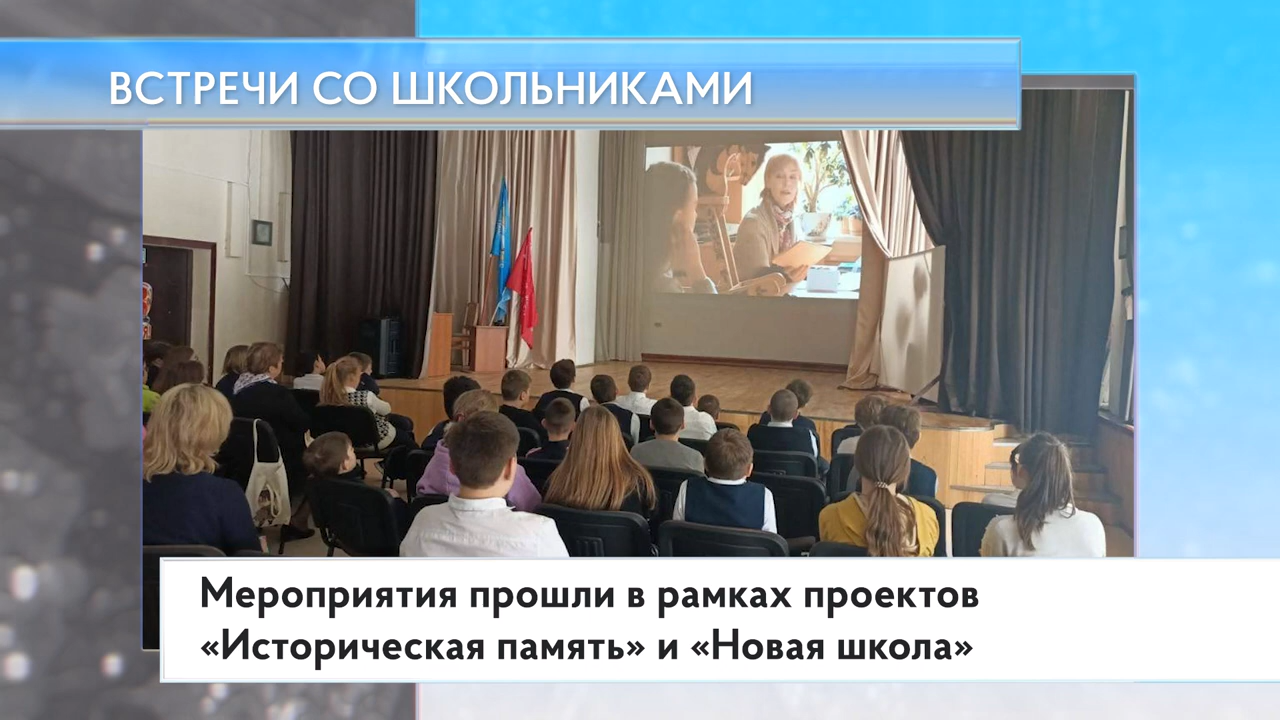 ВСТРЕЧИ СО ШКОЛЬНИКАМИ
Мероприятия прошли в рамках проектов
«Историческая память» и «Новая школа»